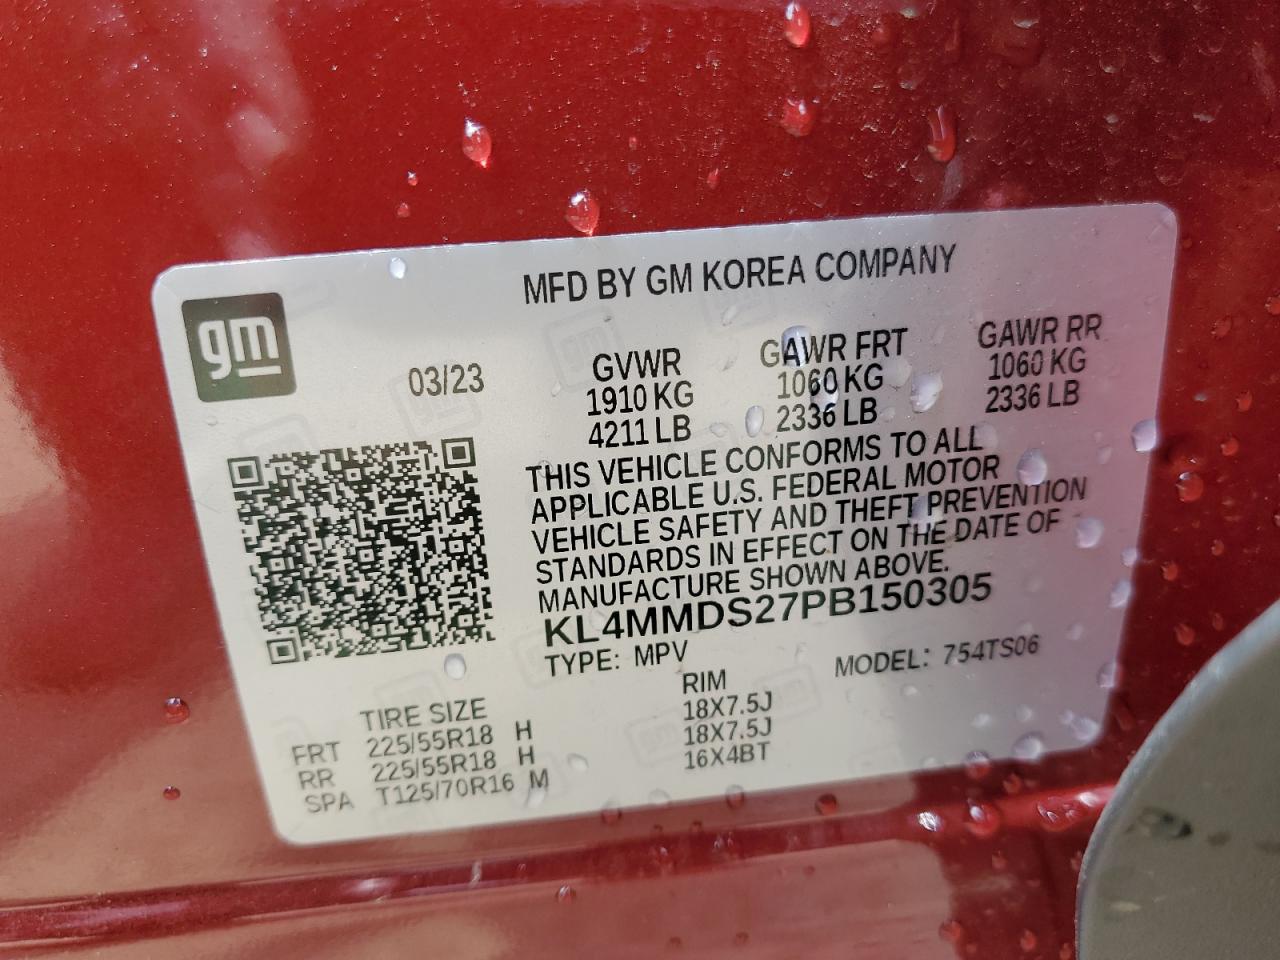 MFD BY GM KOREA COMPANY
gm
03/23
GVWR GAWR FRT GAWR RR
1910 KG 1060 KG 1060 KG
4211 LB 2336 LB 2336 LB
THIS VEHICLE CONFORMS TO ALL
APPLICABLE U.S. FEDERAL MOTOR
VEHICLE SAFETY AND THEFT PREVENTION
STANDARDS IN EFFECT ON THE DATE OF
MANUFACTURE SHOWN ABOVE.
KL4MMDS27PB150305
TYPE: MPV MODEL: 754TS06
TIRE SIZE RIM
FRT 225/55R18 H 18X7.5J
RR 225/55R18 H 18X7.5J
SPA T125/70R16 M 16X4BT